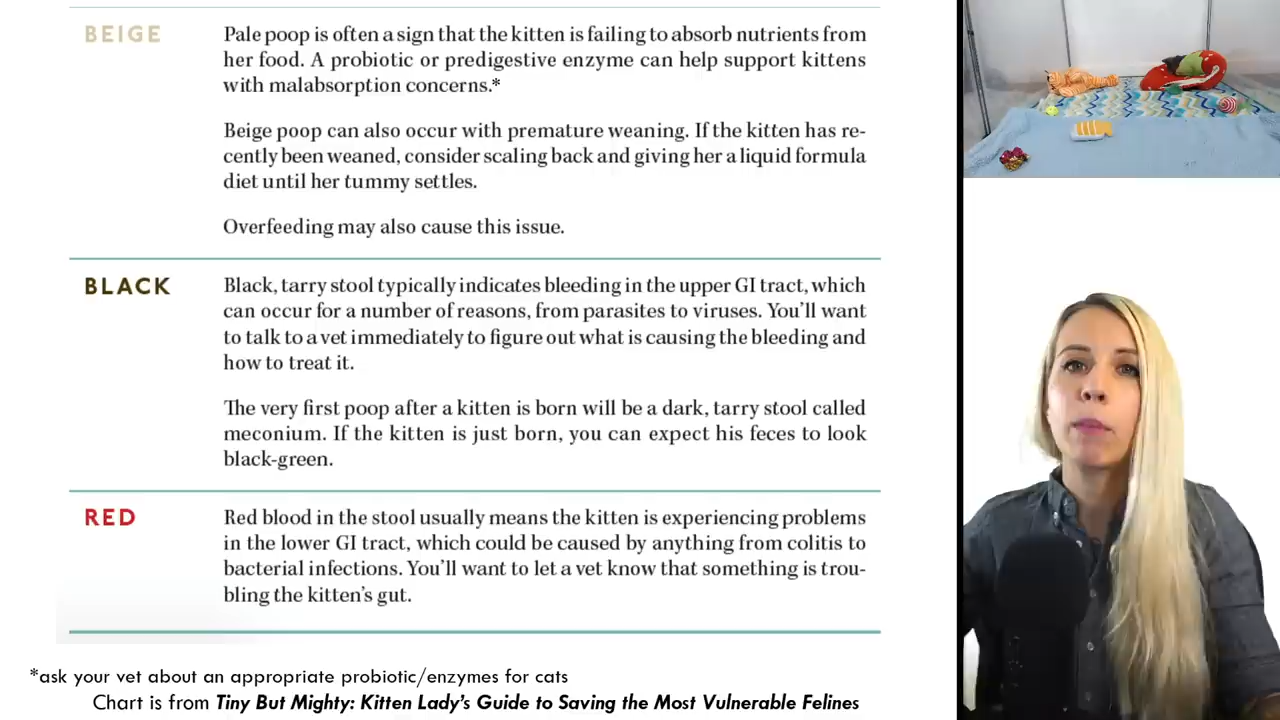 BEIGE
Pale poop is often a sign that the kitten is failing to absorb nutrients from
her food. A probiotic or predigestive enzyme can help support kittens
with malabsorption concerns.*
Beige poop can also occur with premature weaning. If the kitten has re-
cently been weaned, consider scaling back and giving her a liquid formula
diet until her tummy settles.
Overfeeding may also cause this issue.
BLACK
Black, tarry stool typically indicates bleeding in the upper GI tract, which
can occur for a number of reasons, from parasites to viruses. You'll want
to talk to a vet immediately to figure out what is causing the bleeding and
how to treat it.
The very first poop after a kitten is born will be a dark, tarry stool called
meconium. If the kitten is just born, you can expect his feces to look
black-green.
RED
Red blood in the stool usually means the kitten is experiencing problems
in the lower GI tract, which could be caused by anything from colitis to
bacterial infections. You'll want to let a vet know that something is trou-
bling the kitten's gut.
*ask your vet about an appropriate probiotic/enzymes for cats
Chart is from Tiny But Mighty: Kitten Lady's Guide to Saving the Most Vulnerable Felines